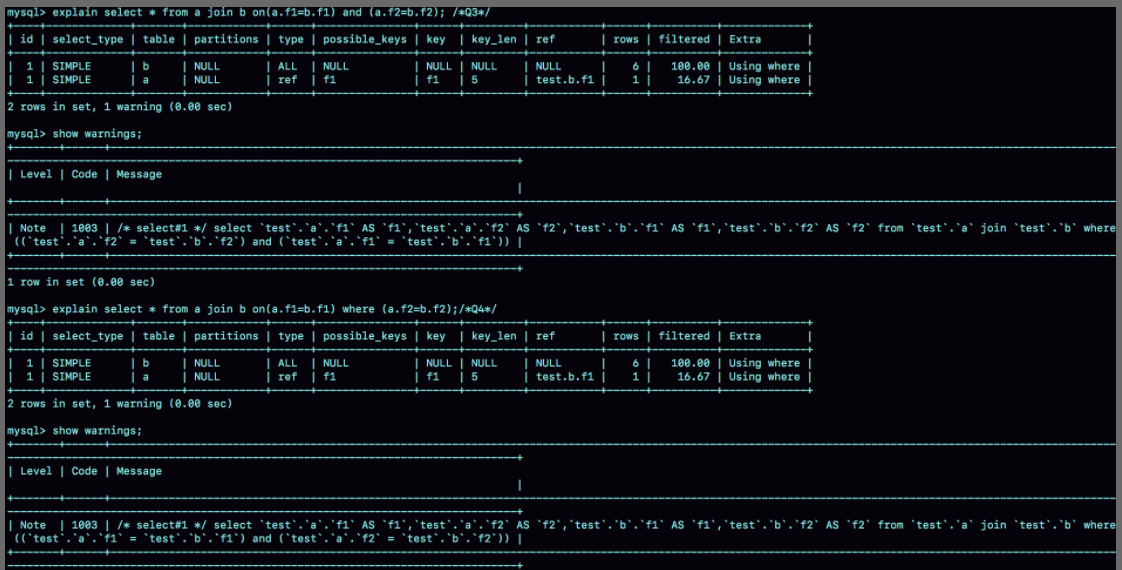 mysql> explain select * from a join b on(a.f1=b.f1) and (a.f2=b.f2); /*Q3*/
| id | select_type | table | partitions | type | possible_keys | key | key_len | ref | rows | filtered | Extra |
| 1 | SIMPLE | b | NULL | ALL | NULL | NULL | NULL | NULL | 6 | 100.00 | Using where |
| 1 | SIMPLE | a | NULL | ref | f1 | f1 | 5 | test.b.f1 | 1 | 16.67 | Using where |
2 rows in set, 1 warning (0.00 sec)
mysql> show warnings;
| Level | Code | Message
|
| Note | 1003 | /* select#1 */ select `test`.`a`.`f1` AS `f1`,`test`.`a`.`f2` AS `f2`,`test`.`b`.`f1` AS `f1`,`test`.`b`.`f2` AS `f2` from `test`.`a` join `test`.`b` where
((`test`.`a`.`f2` = `test`.`b`.`f2`) and (`test`.`a`.`f1` = `test`.`b`.`f1`)) |
1 row in set (0.00 sec)
mysql> explain select * from a join b on(a.f1=b.f1) where (a.f2=b.f2);/*Q4*/
| id | select_type | table | partitions | type | possible_keys | key | key_len | ref | rows | filtered | Extra |
| 1 | SIMPLE | b | NULL | ALL | NULL | NULL | NULL | NULL | 6 | 100.00 | Using where |
| 1 | SIMPLE | a | NULL | ref | f1 | f1 | 5 | test.b.f1 | 1 | 16.67 | Using where |
2 rows in set, 1 warning (0.00 sec)
mysql> show warnings;
| Level | Code | Message
|
| Note | 1003 | /* select#1 */ select `test`.`a`.`f1` AS `f1`,`test`.`a`.`f2` AS `f2`,`test`.`b`.`f1` AS `f1`,`test`.`b`.`f2` AS `f2` from `test`.`a` join `test`.`b` where
((`test`.`a`.`f1` = `test`.`b`.`f1`) and (`test`.`a`.`f2` = `test`.`b`.`f2`)) |